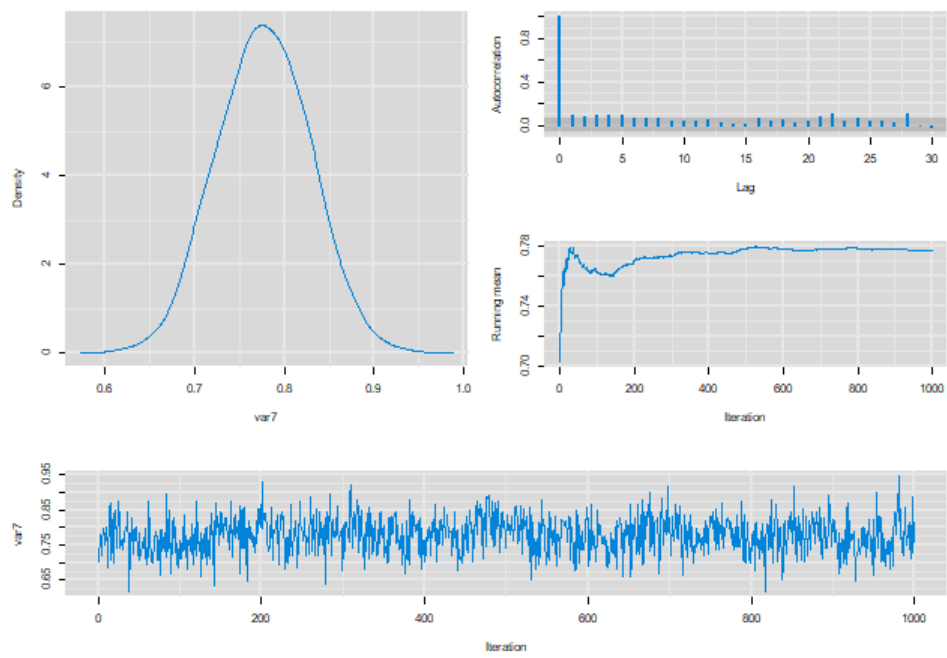 Density
6
4
2
0
0.6 0.7 0.8 0.9 1.0
var7
Autocorrelation
0.8
0.4
0.0
0 5 10 15 20 25 30
Lag
Running mean
0.78
0.74
0.70
0 200 400 600 800 1000
Iteration
var7
0.95
0.85
0.75
0.65
0 200 400 600 800 1000
Iteration